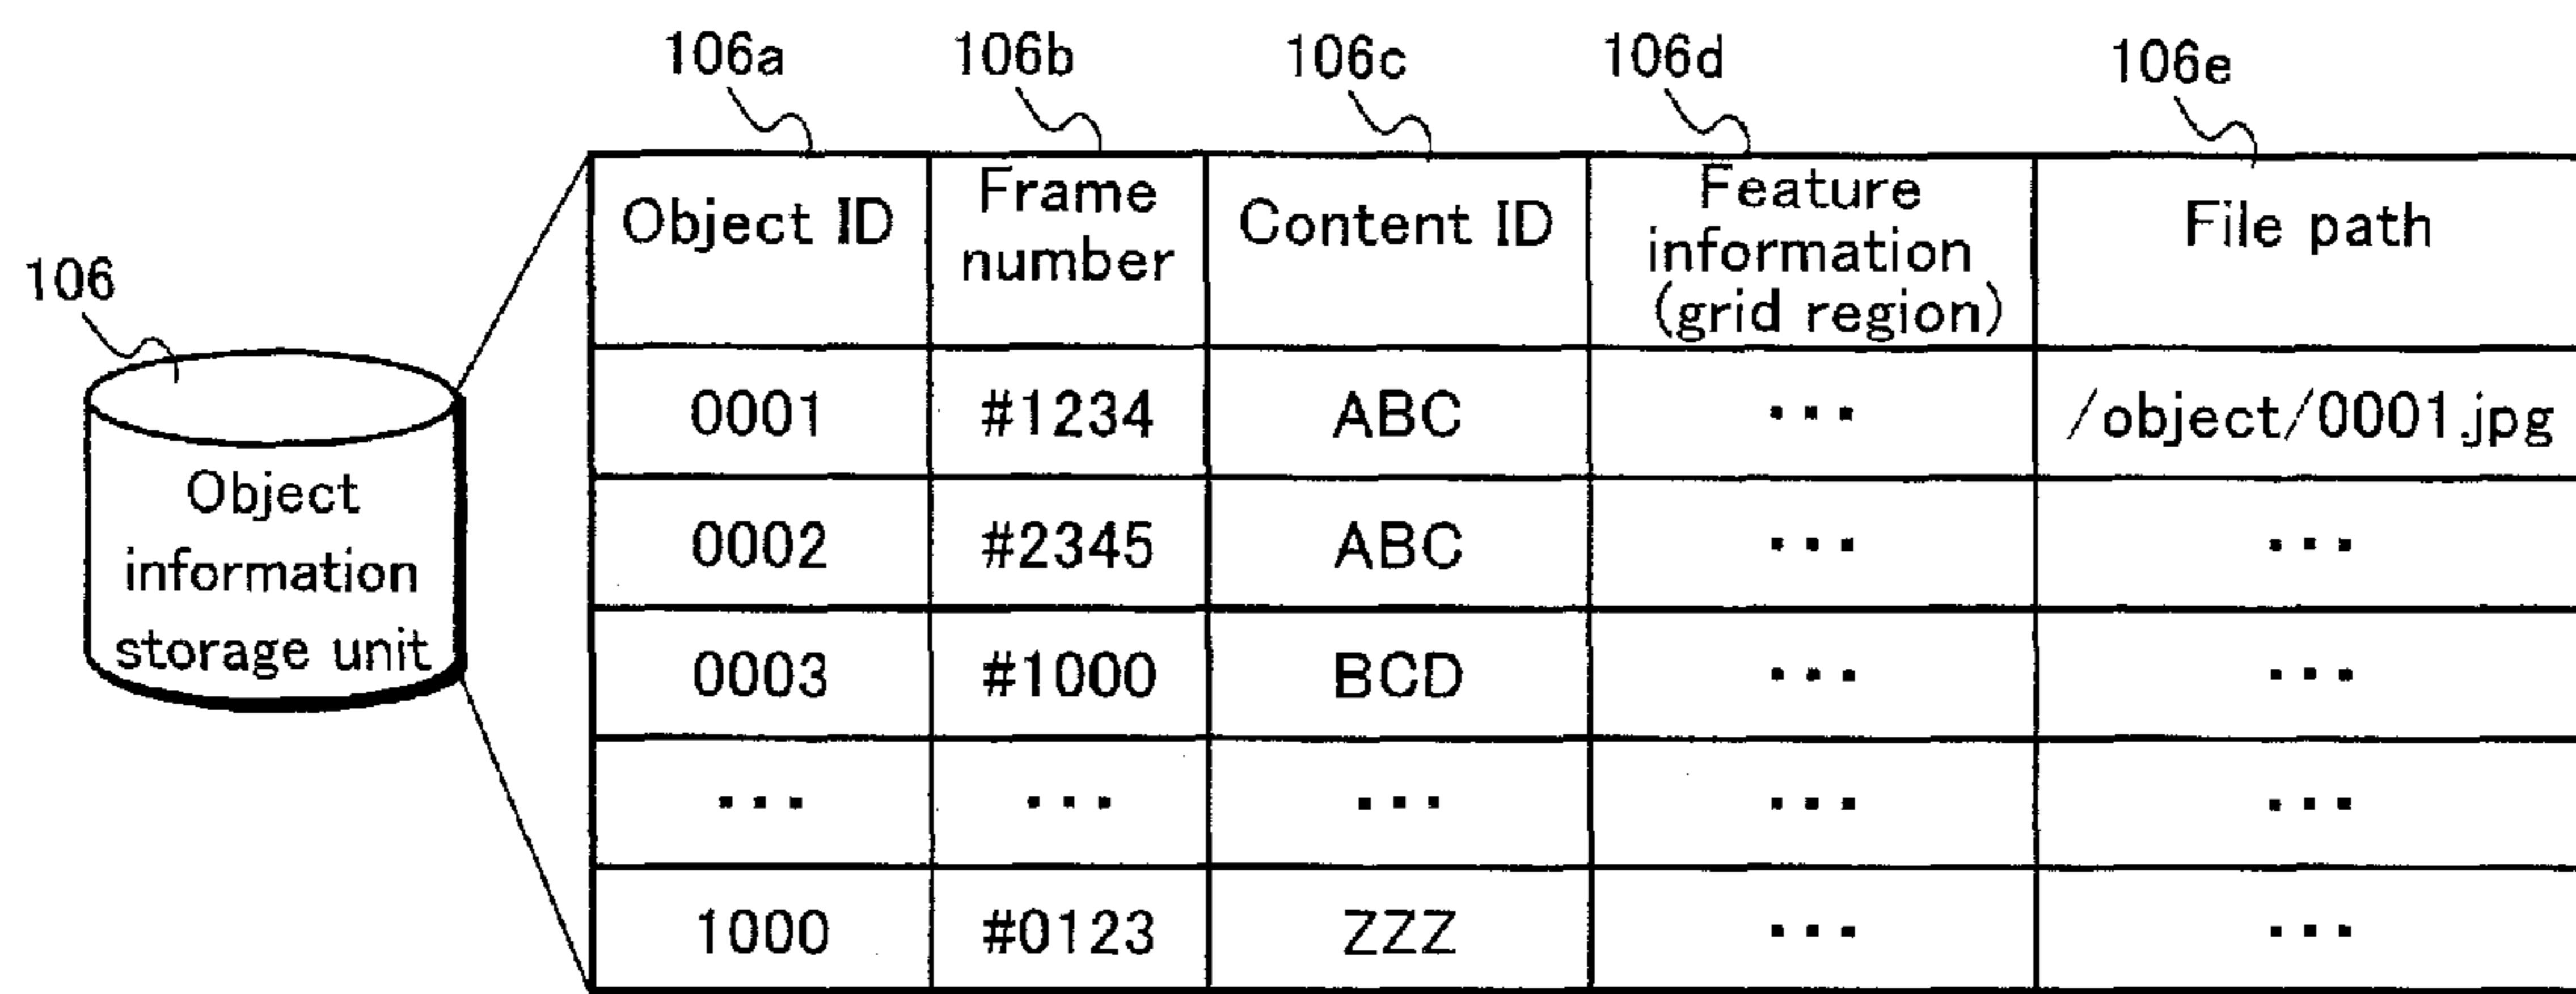 106a 106b 106c 106d 106e
Object ID Frame number Content ID Feature information (grid region) File path
106
Object
information
storage unit
0001 #1234 ABC ... /object/0001.jpg
0002 #2345 ABC ... ...
0003 #1000 BCD ... ...
... ... ... ... ...
1000 #0123 ZZZ ... ...